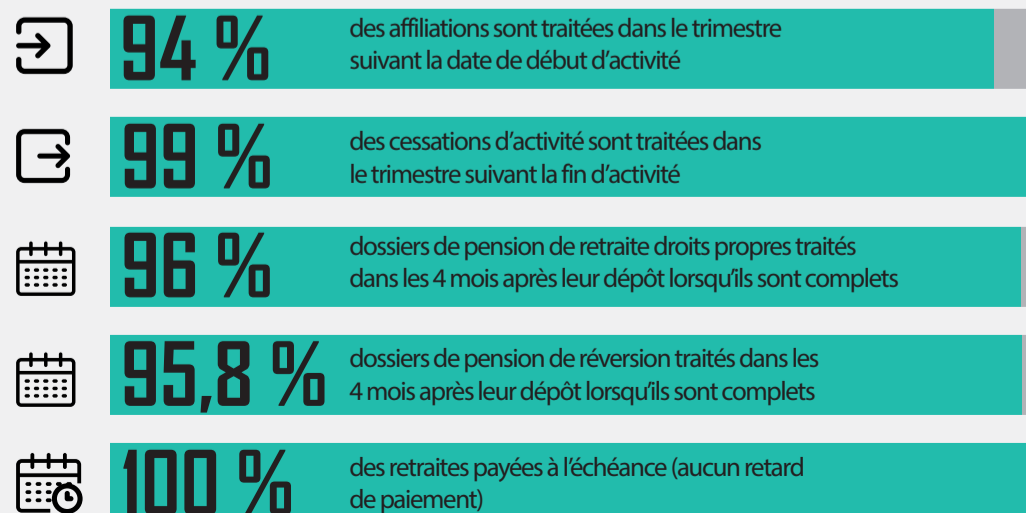 94 %
des affiliations sont traitées dans le trimestre
suivant la date de début d’activité
99 %
des cessations d’activité sont traitées dans
le trimestre suivant la fin d’activité
96 %
dossiers de pension de retraite droits propres traités
dans les 4 mois après leur dépôt lorsqu’ils sont complets
95,8 %
dossiers de pension de réversion traités dans les
4 mois après leur dépôt lorsqu’ils sont complets
100 %
des retraites payées à l’échéance (aucun retard
de paiement)